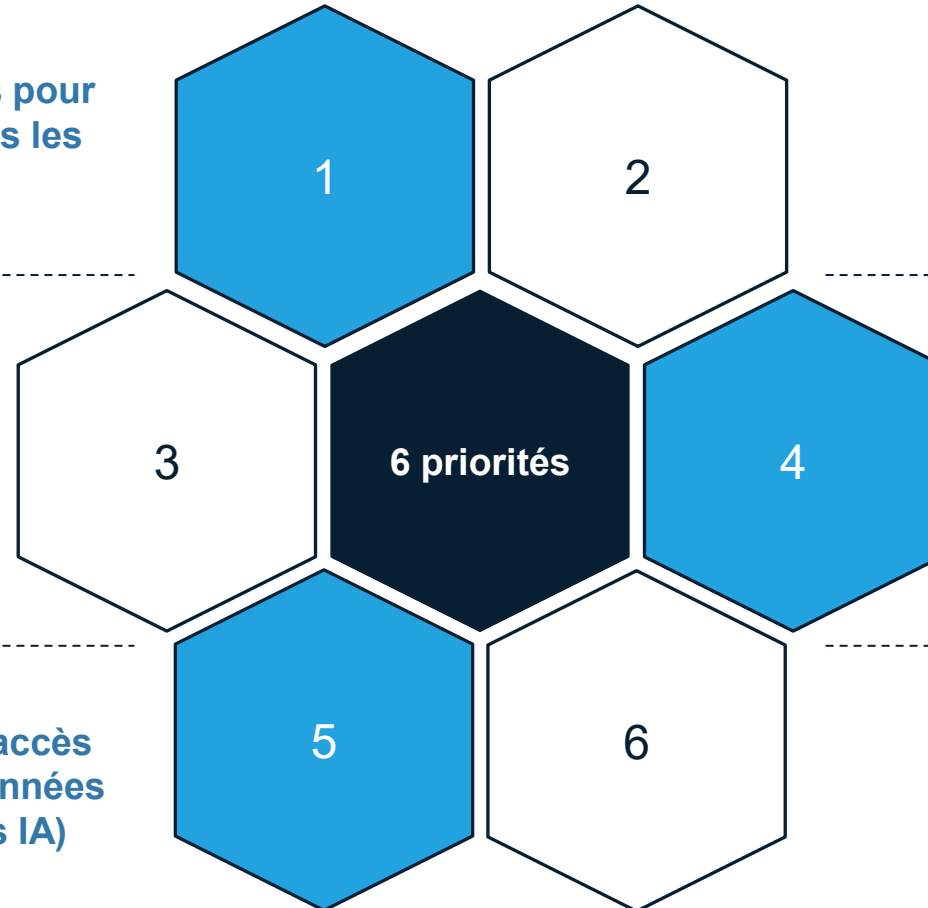 s pour
s les
1
2
3
6 priorités
4
accès
nnées
s IA)
5
6